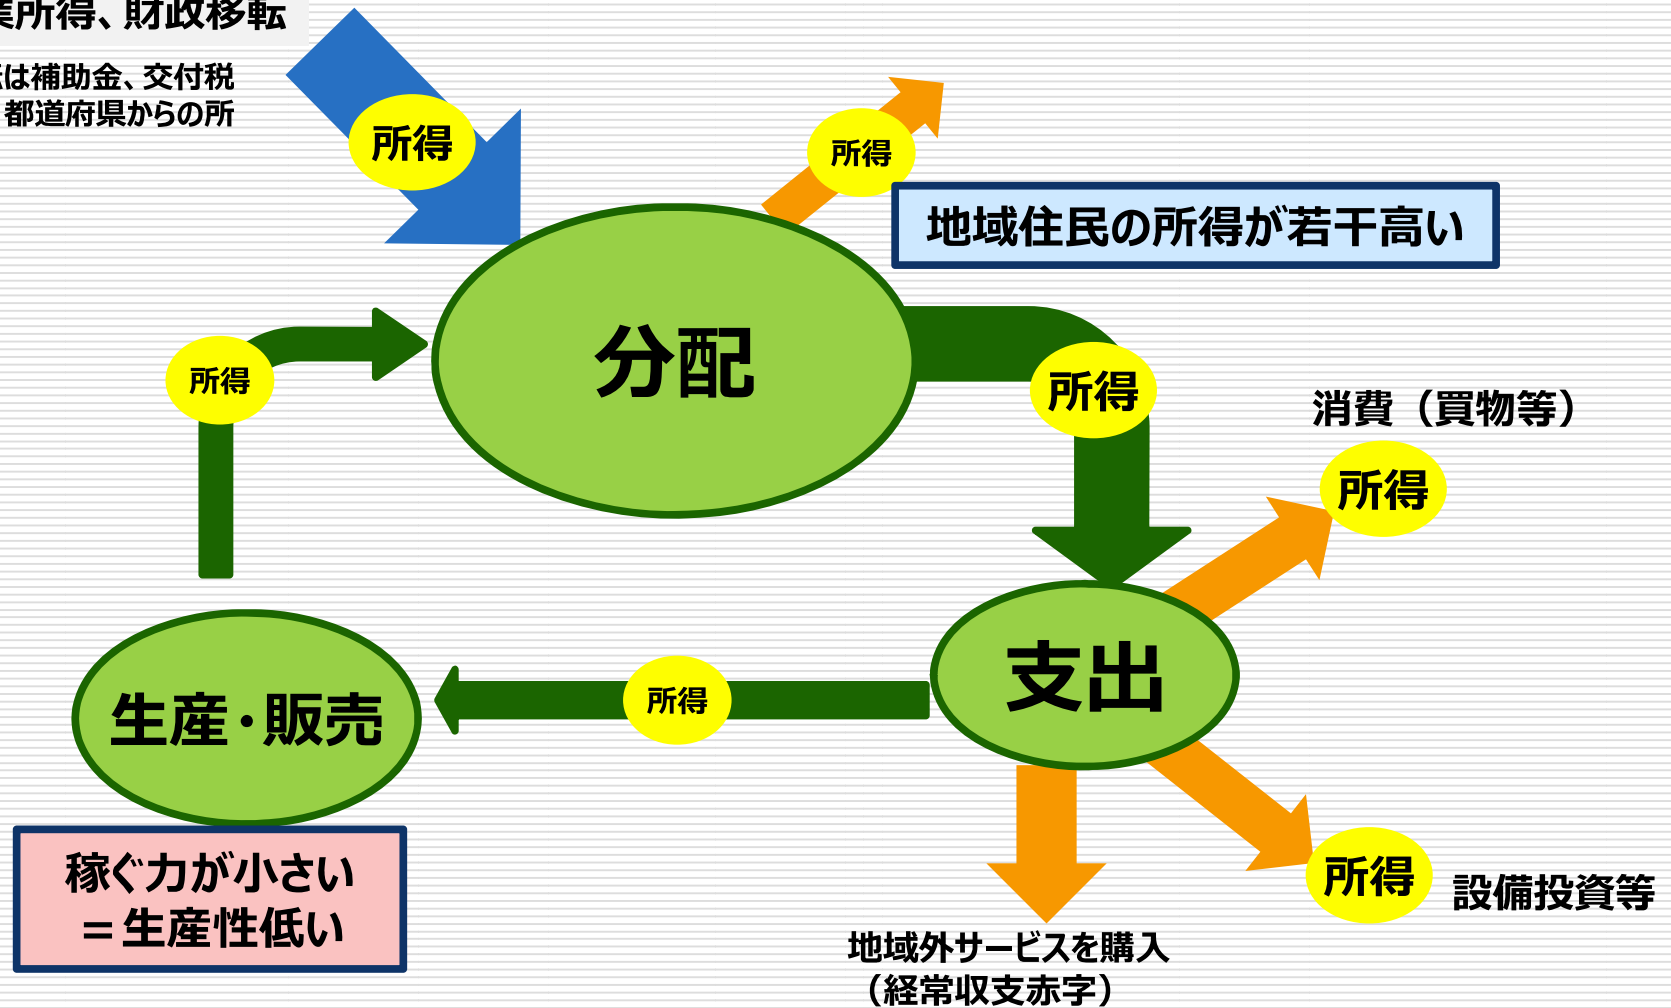 業所得、財政移転
は補助金、交付税
都道府県からの所
所得
所得
地域住民の所得が若干高い
分配
所得
所得
消費（買物等）
所得
支出
所得
生産・販売
稼ぐ力が小さい
＝生産性低い
所得
設備投資等
地域外サービスを購入
（経常収支赤字）